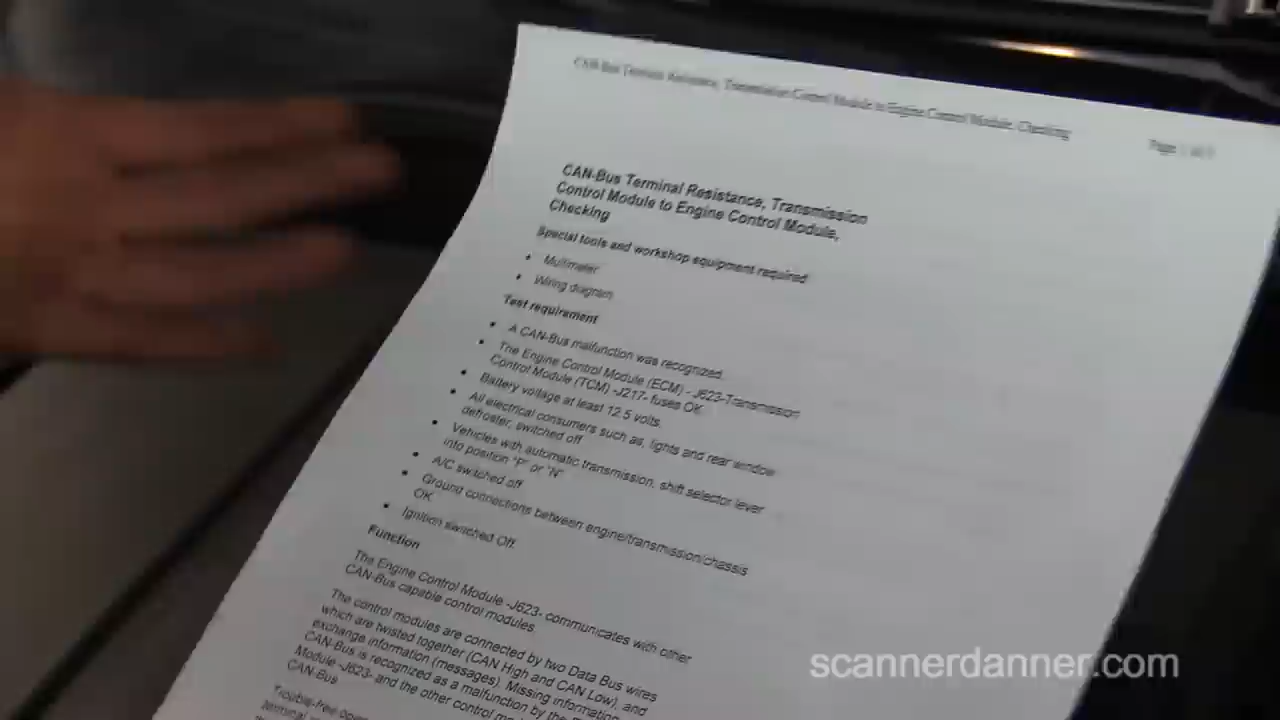 CAN-Bus Terminal Resistance, Transmission Control Module to Engine Control Module, Checking
Page 1 of
CAN-Bus Terminal Resistance, Transmission
Control Module to Engine Control Module,
Checking
Special tools and workshop equipment required
• Multimeter
• Wiring diagram
Test requirement
• A CAN-Bus malfunction was recognized.
• The Engine Control Module (ECM) - J623-Transmission
Control Module (TCM) -J217- fuses OK.
• Battery voltage at least 12.5 volts.
• All electrical consumers such as, lights and rear window
defroster, switched off.
• Vehicles with automatic transmission, shift selector lever
into position "P" or "N"
• A/C switched off
• Ground connections between engine/transmission/chassis
OK.
• Ignition switched Off.
Function
The Engine Control Module -J623- communicates with other
CAN-Bus capable control modules.
The control modules are connected by two Data Bus wires
which are twisted together (CAN High and CAN Low), and
exchange information (messages). Missing information
CAN-Bus is recognized as a malfunction by the
Module -J623- and the other control
CAN-Bus.
Trouble-free
scannerdanner.com